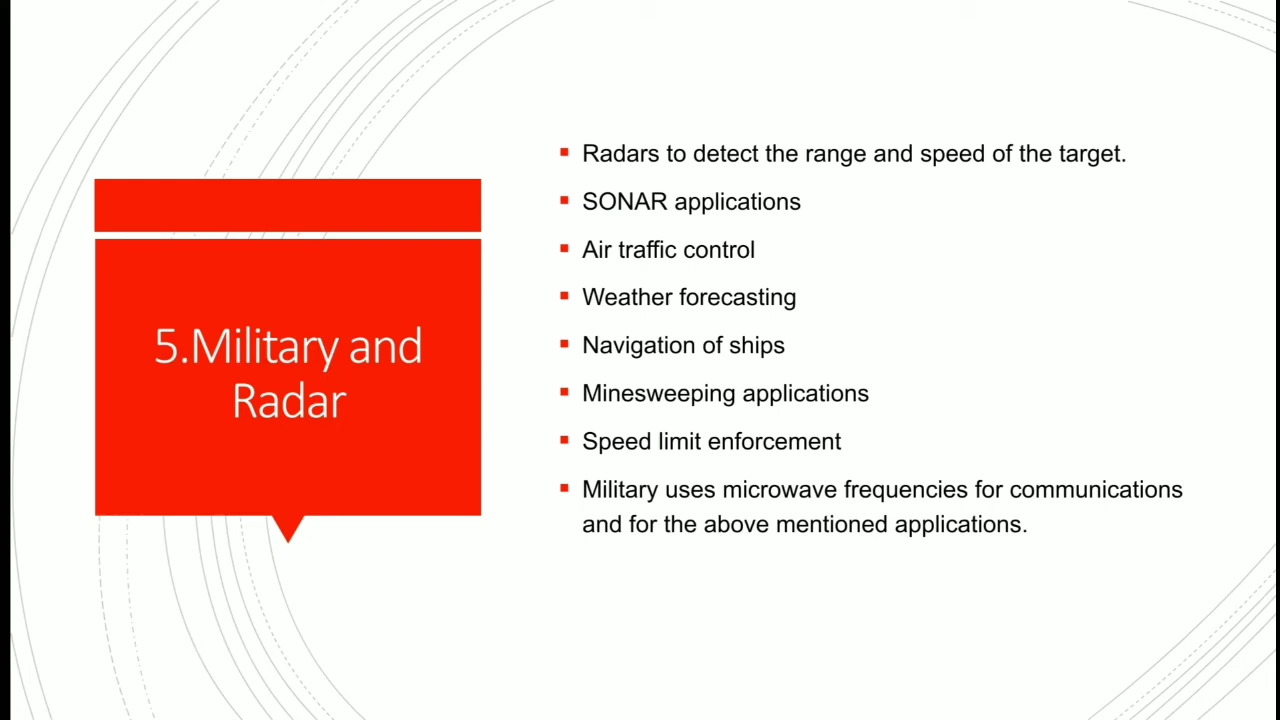 5.Military and
Radar
Radars to detect the range and speed of the target.
SONAR applications
Air traffic control
Weather forecasting
Navigation of ships
Minesweeping applications
Speed limit enforcement
Military uses microwave frequencies for communications
and for the above mentioned applications.